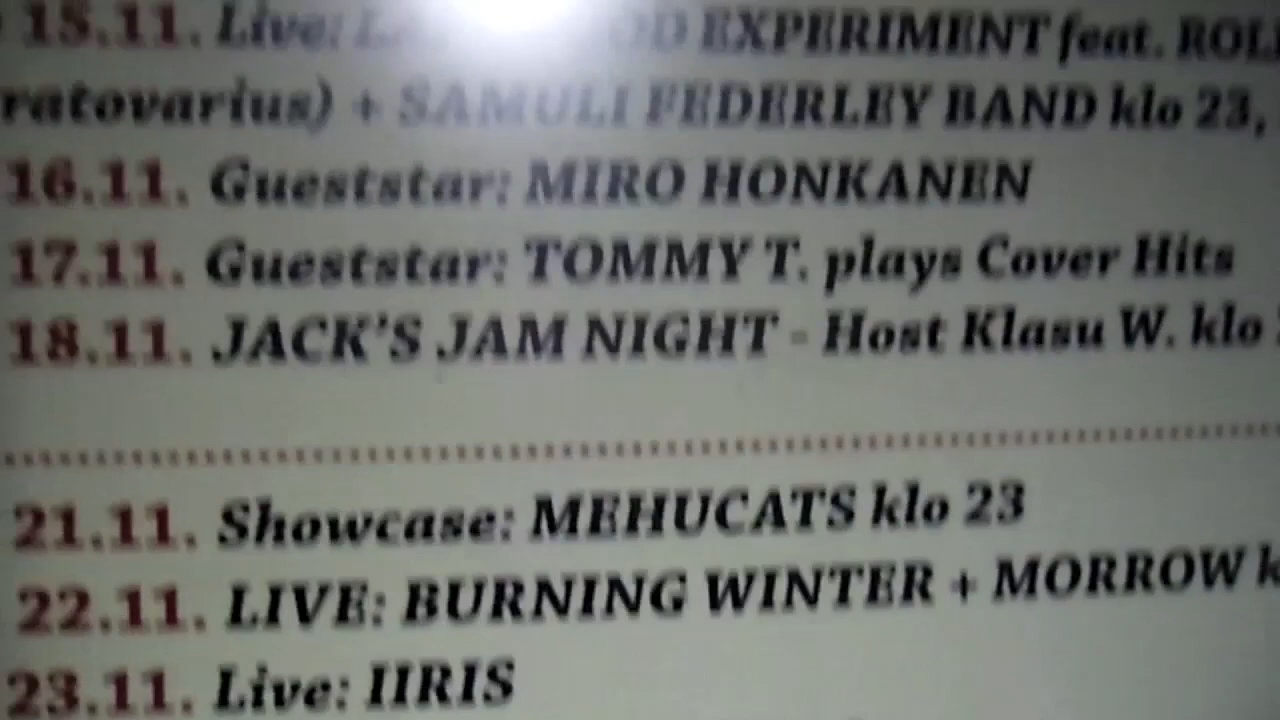 15.11. Live: EXPERIMENT feat.
ratovarius) + SAMULI FEDERLEY BAND klo 23,
16.11. Gueststar: MIRO HONKANEN
17.11. Gueststar: TOMMY T. plays Cover Hits
18.11. JACK'S JAM NIGHT - Host Klasu W. klo
21.11. Showcase: MEHUCATS klo 23
22.11. LIVE: BURNING WINTER + MORROW k
23.11. Live: IIRIS